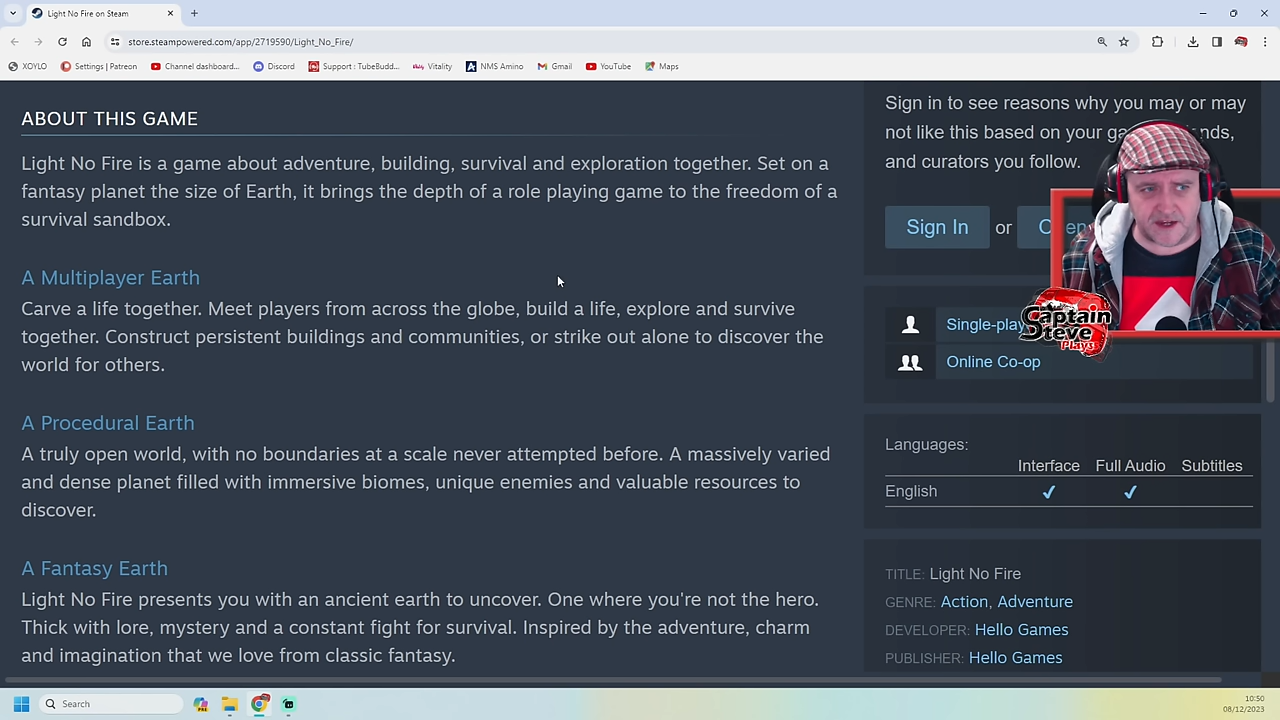 Light No Fire on Steam
store.steampowered.com/app/2719590/Light_No_Fire/
XOYLO
Settings | Patreon
Channel dashboard...
Discord
Support : TubeBudd...
Vitality
NMS Amino
Gmail
YouTube
Maps
ABOUT THIS GAME
Light No Fire is a game about adventure, building, survival and exploration together. Set on a
fantasy planet the size of Earth, it brings the depth of a role playing game to the freedom of a
survival sandbox.
A Multiplayer Earth
Carve a life together. Meet players from across the globe, build a life, explore and survive
together. Construct persistent buildings and communities, or strike out alone to discover the
world for others.
A Procedural Earth
A truly open world, with no boundaries at a scale never attempted before. A massively varied
and dense planet filled with immersive biomes, unique enemies and valuable resources to
discover.
A Fantasy Earth
Light No Fire presents you with an ancient earth to uncover. One where you're not the hero.
Thick with lore, mystery and a constant fight for survival. Inspired by the adventure, charm
and imagination that we love from classic fantasy.
Sign in to see reasons why you may or may
not like this based on your
and curators you follow.
Sign In or
Captain
Steve
Plays
Online Co-op
Languages:
Interface Full Audio Subtitles
English ✓ ✓
TITLE: Light No Fire
GENRE: Action, Adventure
DEVELOPER: Hello Games
PUBLISHER: Hello Games
Search
10:50
08/12/2023